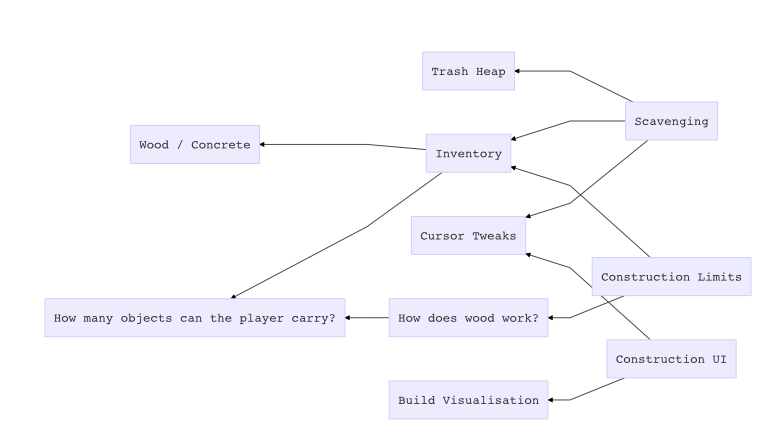 Trash Heap
Scavenging
Wood / Concrete
Inventory
Cursor Tweaks
Construction Limits
How many objects can the player carry?
How does wood work?
Construction UI
Build Visualisation